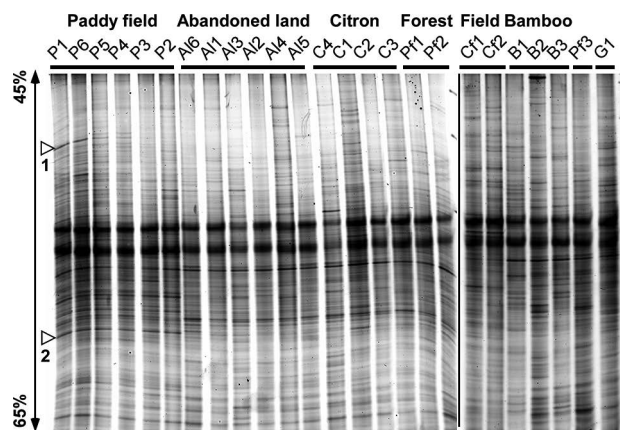 Paddy field Abandoned land Citron Forest Field Bamboo
P1 P6 P5 P4 P3 P2 Al6 Al1 Al3 Al2 Al4 Al5 C4 C1 C2 C3 Pf1 Pf2 Cf1 Cf2 B1 B2 B3 Pf3 G1
45%
1
2
65%